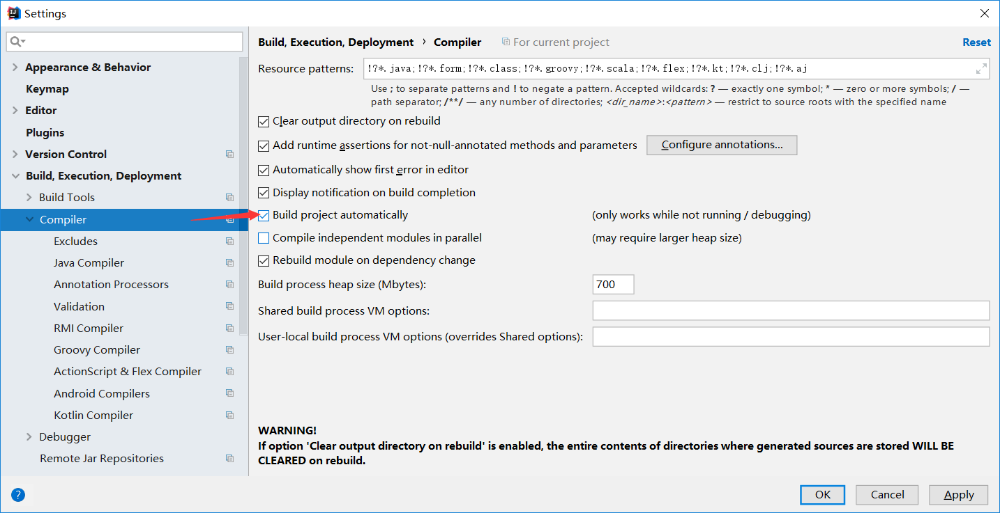 Settings
Appearance & Behavior
Keymap
Editor
Plugins
Version Control
Build, Execution, Deployment
Build Tools
Compiler
Excludes
Java Compiler
Annotation Processors
Validation
RMI Compiler
Groovy Compiler
ActionScript & Flex Compiler
Android Compilers
Kotlin Compiler
Debugger
Remote Jar Repositories
Build, Execution, Deployment › Compiler For current project Reset
Resource patterns: !?*.java;!?*.form;!?*.class;!?*.groovy;!?*.scala;!?*.flex;!?*.kt;!?*.clj;!?*.aj
Use ; to separate patterns and ! to negate a pattern. Accepted wildcards: ? — exactly one symbol; * — zero or more symbols; / —
path separator; /**/ — any number of directories; <dir_name>:<pattern> — restrict to source roots with the specified name
Clear output directory on rebuild
Add runtime assertions for not-null-annotated methods and parameters Configure annotations...
Automatically show first error in editor
Display notification on build completion
Build project automatically (only works while not running / debugging)
Compile independent modules in parallel (may require larger heap size)
Rebuild module on dependency change
Build process heap size (Mbytes): 700
Shared build process VM options:
User-local build process VM options (overrides Shared options):
WARNING!
If option 'Clear output directory on rebuild' is enabled, the entire contents of directories where generated sources are stored WILL BE
CLEARED on rebuild.
? OK Cancel Apply